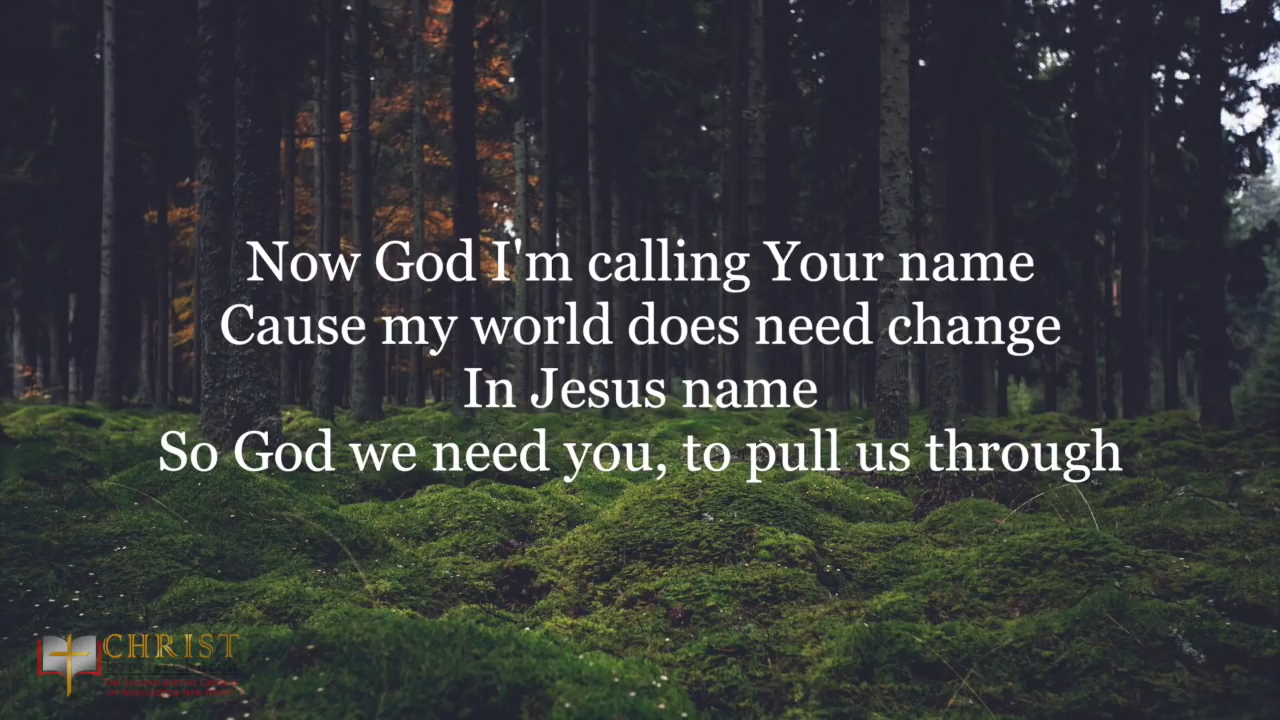 Now God I'm calling Your name
Cause my world does need change
In Jesus name
So God we need you, to pull us through
CHRIST